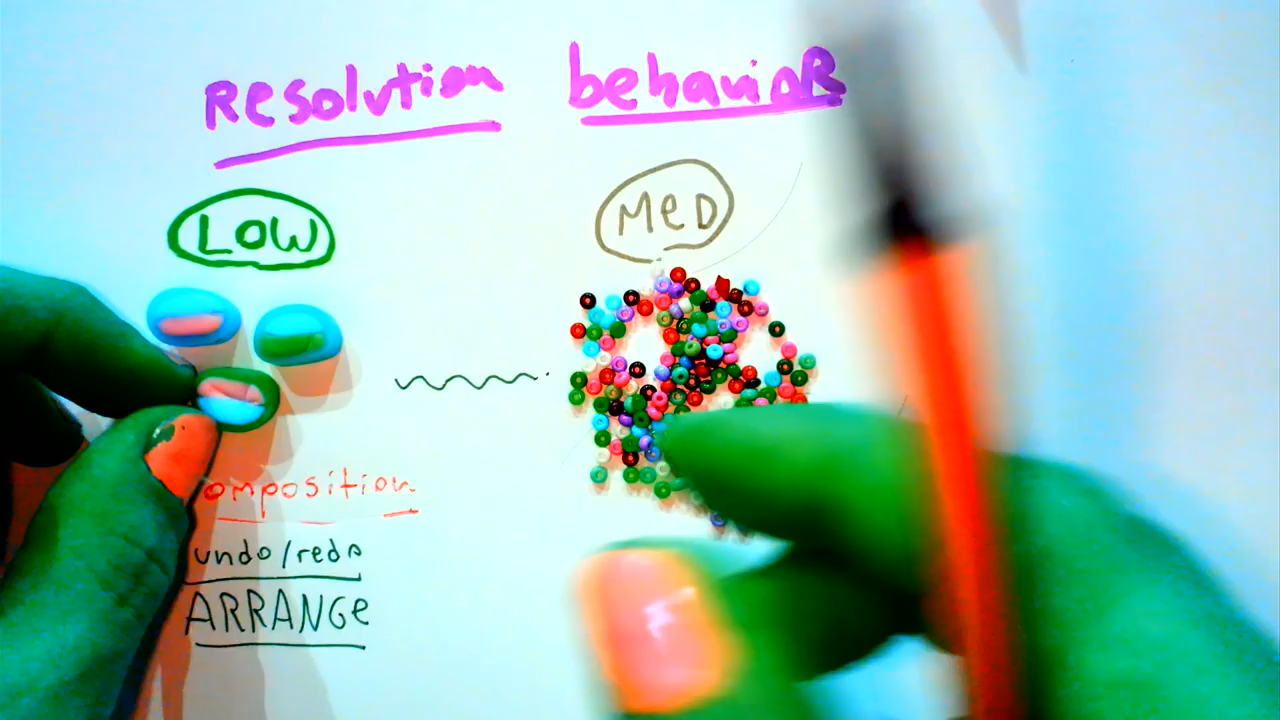 Resolution behavioR
LOW
MeD
omposition
undo/redo
ARRANGe